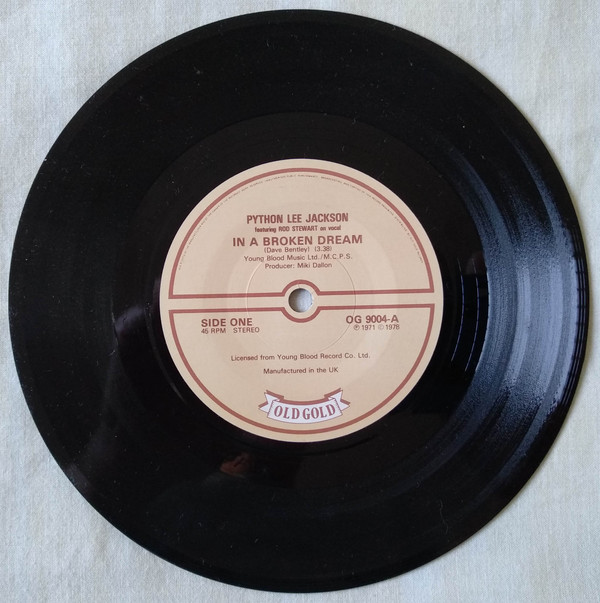 PYTHON LEE JACKSON
featuring ROD STEWART on vocal
IN A BROKEN DREAM
(Dave Bentley) (3.38)
Young Blood Music Ltd./M.C.P.S.
Producer: Miki Dallon
SIDE ONE
45 RPM STEREO
OG 9004-A
℗ 1971 © 1978
Licensed from Young Blood Record Co. Ltd.
Manufactured in the UK
OLD GOLD